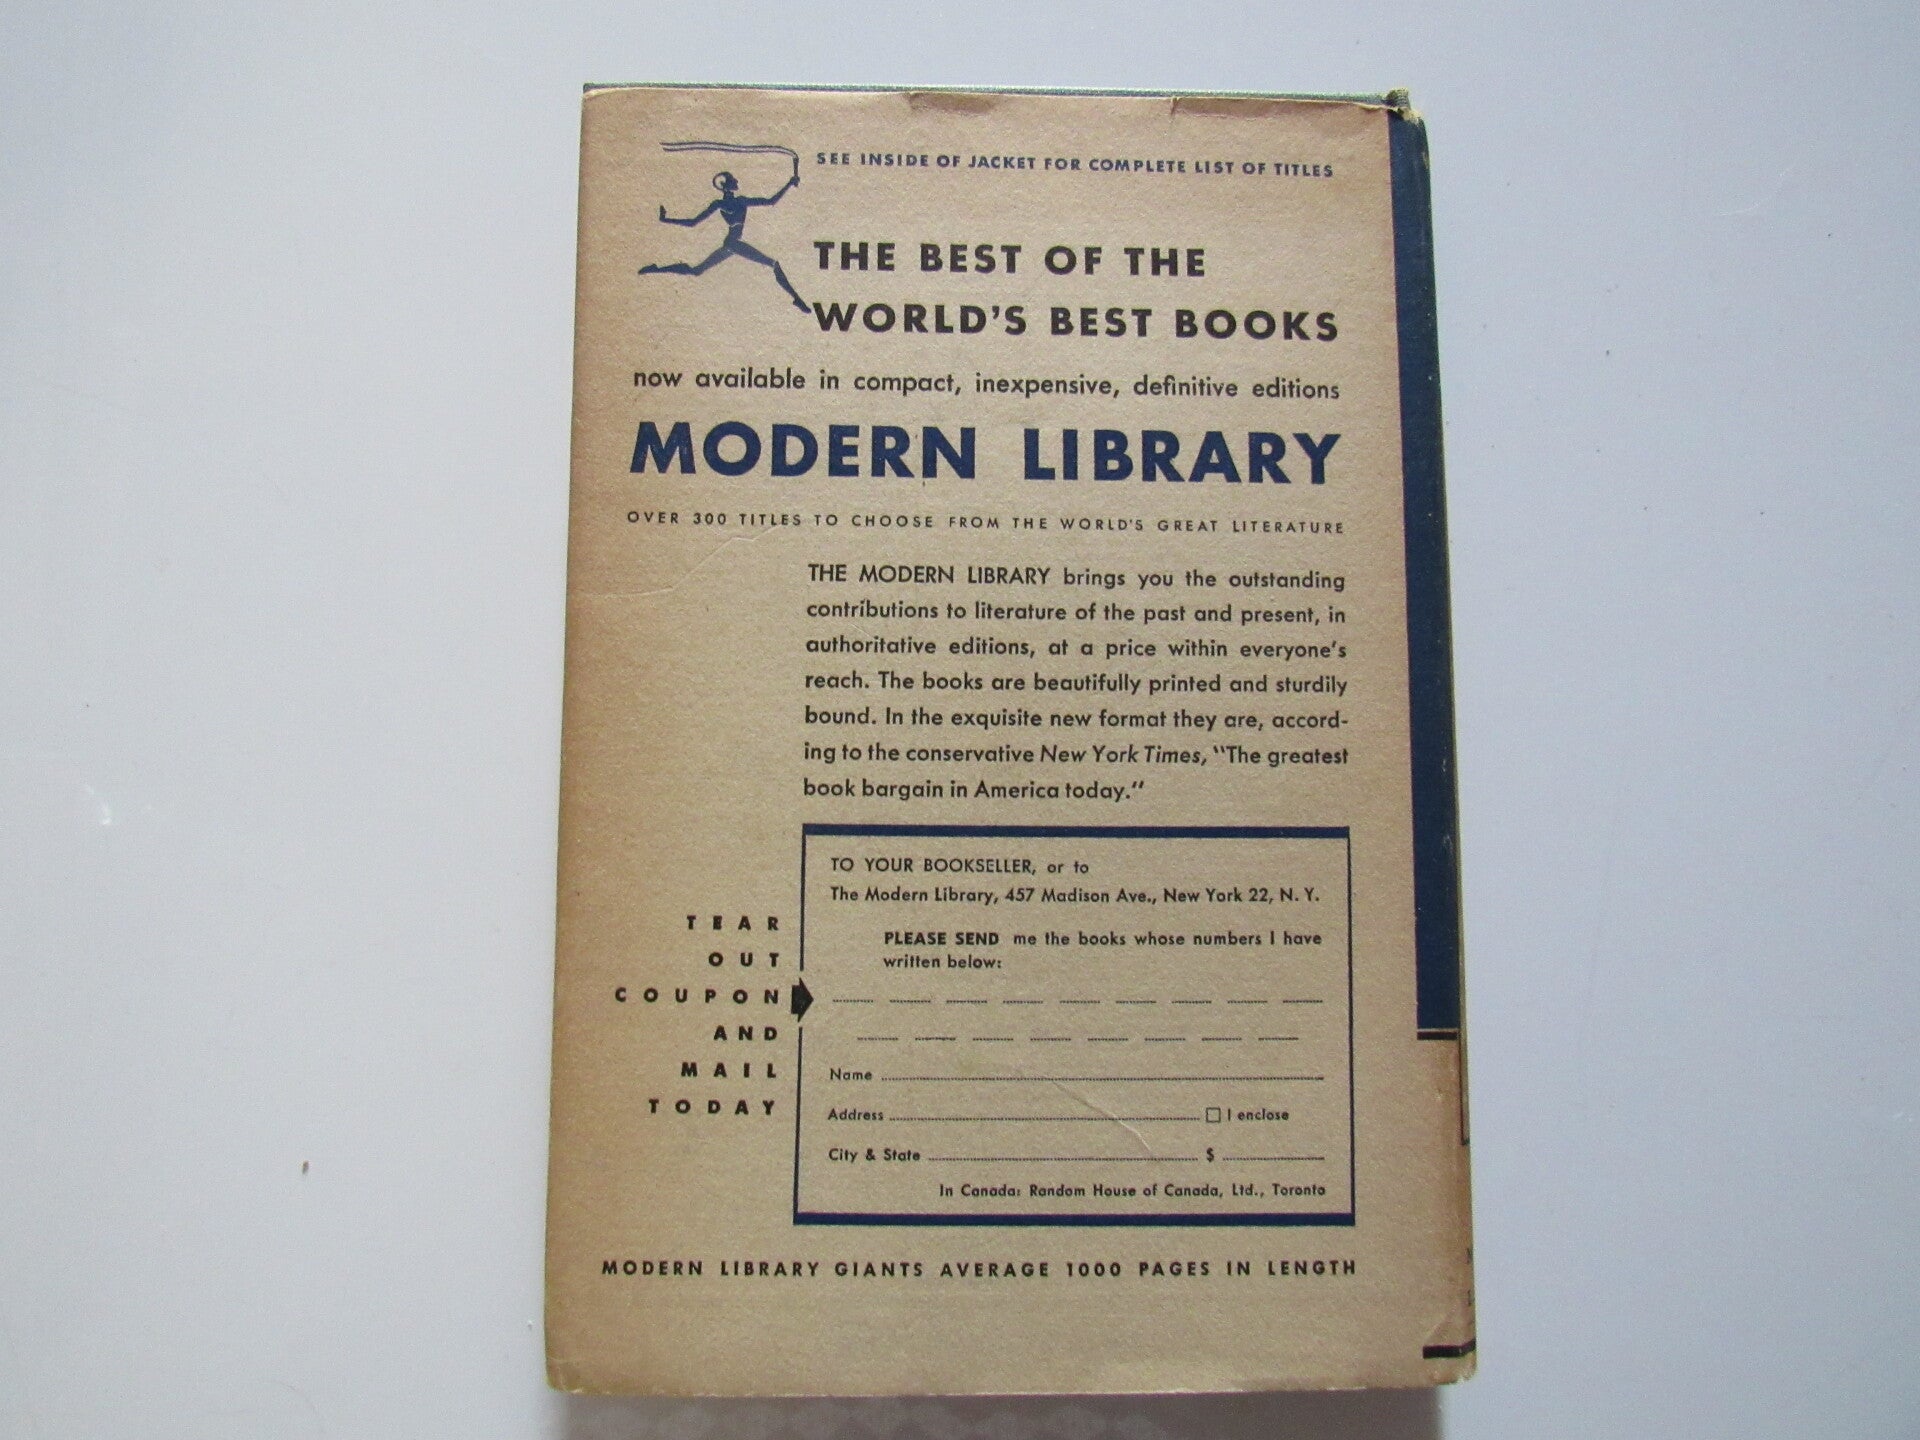 SEE INSIDE OF JACKET FOR COMPLETE LIST OF TITLES
THE BEST OF THE
WORLD'S BEST BOOKS
now available in compact, inexpensive, definitive editions
MODERN LIBRARY
OVER 300 TITLES TO CHOOSE FROM THE WORLD'S GREAT LITERATURE
THE MODERN LIBRARY brings you the outstanding
contributions to literature of the past and present, in
authoritative editions, at a price within everyone's
reach. The books are beautifully printed and sturdily
bound. In the exquisite new format they are, accord-
ing to the conservative New York Times, "The greatest
book bargain in America today."
TEAR
OUT
COUPON
AND
MAIL
TODAY
TO YOUR BOOKSELLER, or to
The Modern Library, 457 Madison Ave., New York 22, N. Y.
PLEASE SEND me the books whose numbers I have
written below:
Name
Address I enclose
City & State $
In Canada: Random House of Canada, Ltd., Toronto
MODERN LIBRARY GIANTS AVERAGE 1000 PAGES IN LENGTH